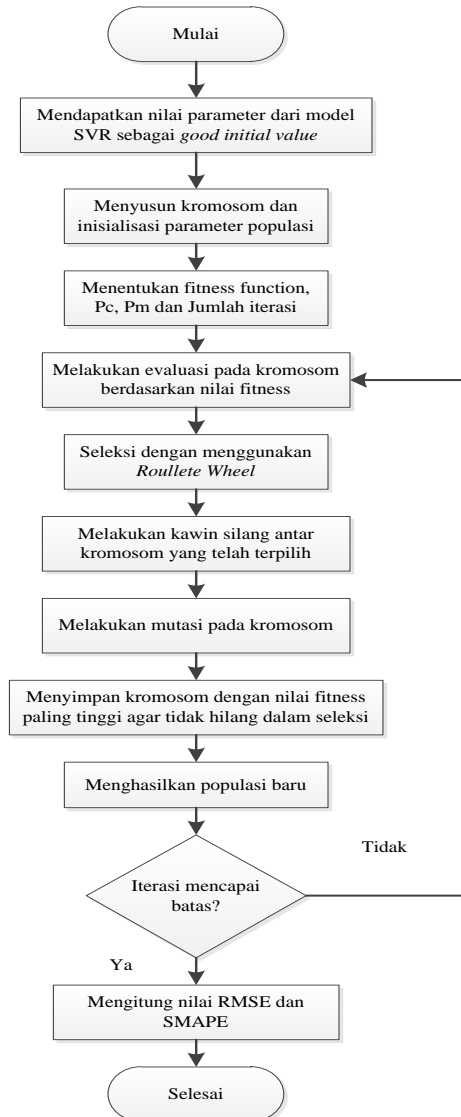 Mulai
Mendapatkan nilai parameter dari model
SVR sebagai good initial value
Menyusun kromosom dan
inisialisasi parameter populasi
Menentukan fitness function,
Pc, Pm dan Jumlah iterasi
Melakukan evaluasi pada kromosom
berdasarkan nilai fitness
Seleksi dengan menggunakan
Roullete Wheel
Melakukan kawin silang antar
kromosom yang telah terpilih
Melakukan mutasi pada kromosom
Menyimpan kromosom dengan nilai fitness
paling tinggi agar tidak hilang dalam seleksi
Menghasilkan populasi baru
Tidak
Iterasi mencapai
batas?
Ya
Mengitung nilai RMSE dan
SMAPE
Selesai